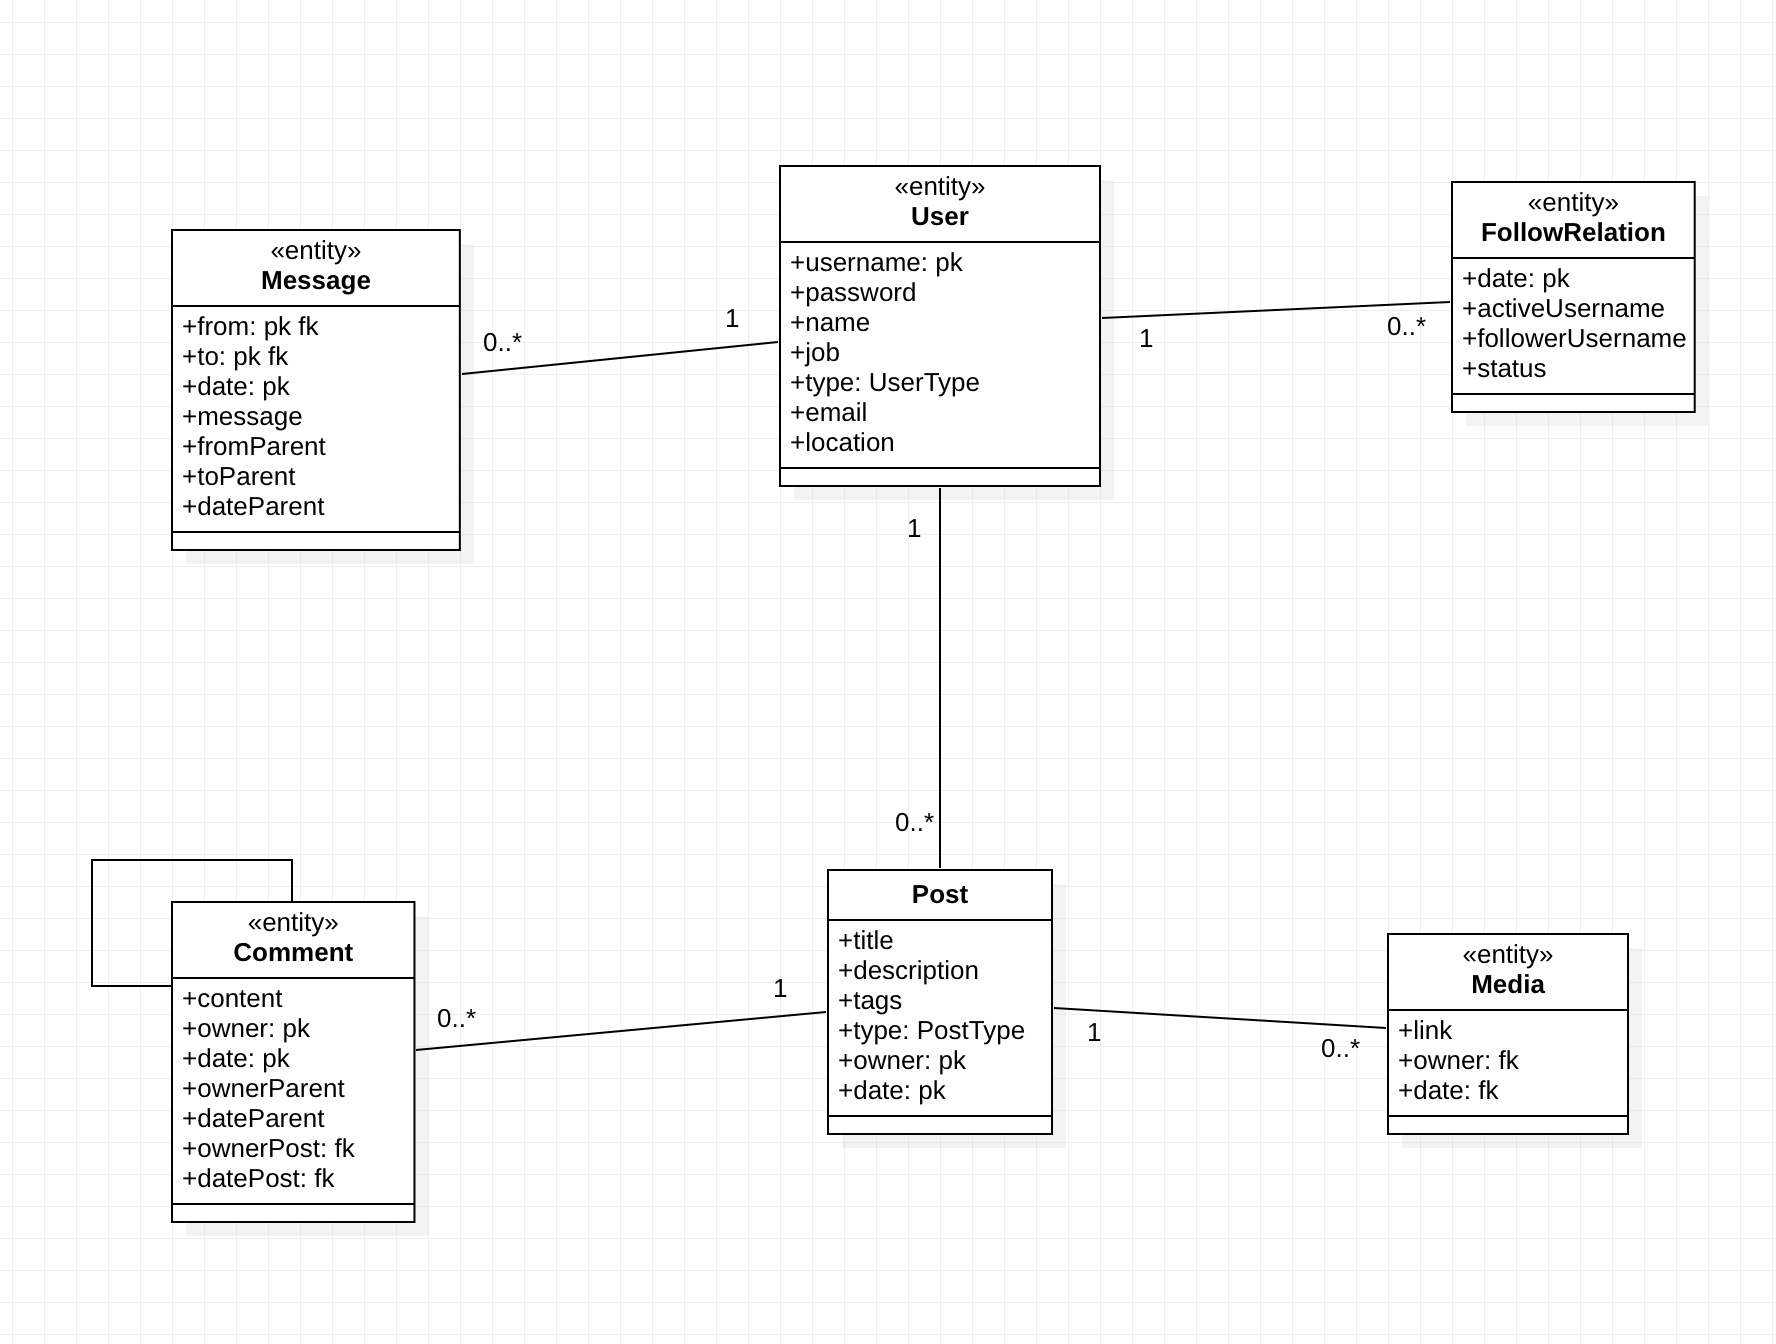 «entity»
User
+username: pk
+password
+name
+job
+type: UserType
+email
+location
«entity»
FollowRelation
+date: pk
+activeUsername
+followerUsername
+status
«entity»
Message
+from: pk fk
+to: pk fk
+date: pk
+message
+fromParent
+toParent
+dateParent
0..*
1
1
0..*
1
0..*
Post
+title
+description
+tags
+type: PostType
+owner: pk
+date: pk
«entity»
Comment
+content
+owner: pk
+date: pk
+ownerParent
+dateParent
+ownerPost: fk
+datePost: fk
0..*
1
1
0..*
«entity»
Media
+link
+owner: fk
+date: fk